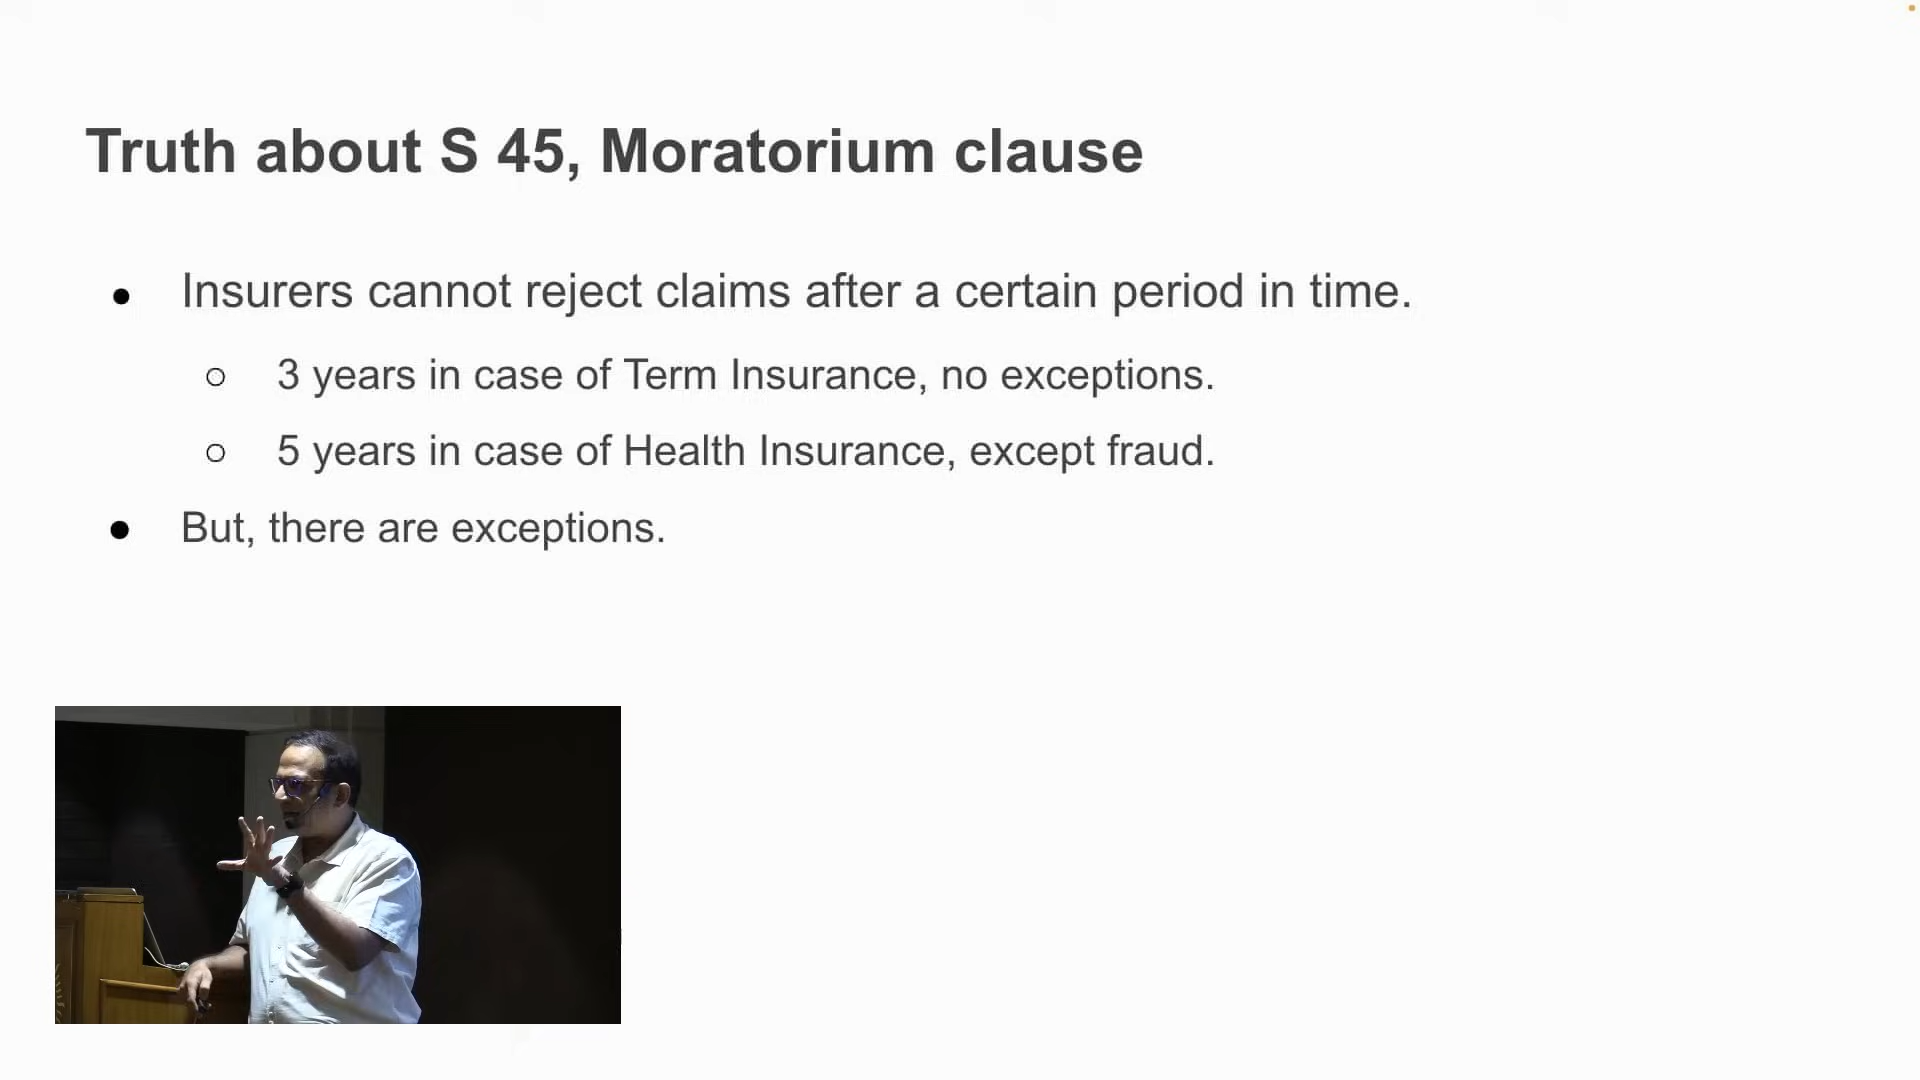 Truth about S 45, Moratorium clause
● Insurers cannot reject claims after a certain period in time.
○ 3 years in case of Term Insurance, no exceptions.
○ 5 years in case of Health Insurance, except fraud.
● But, there are exceptions.